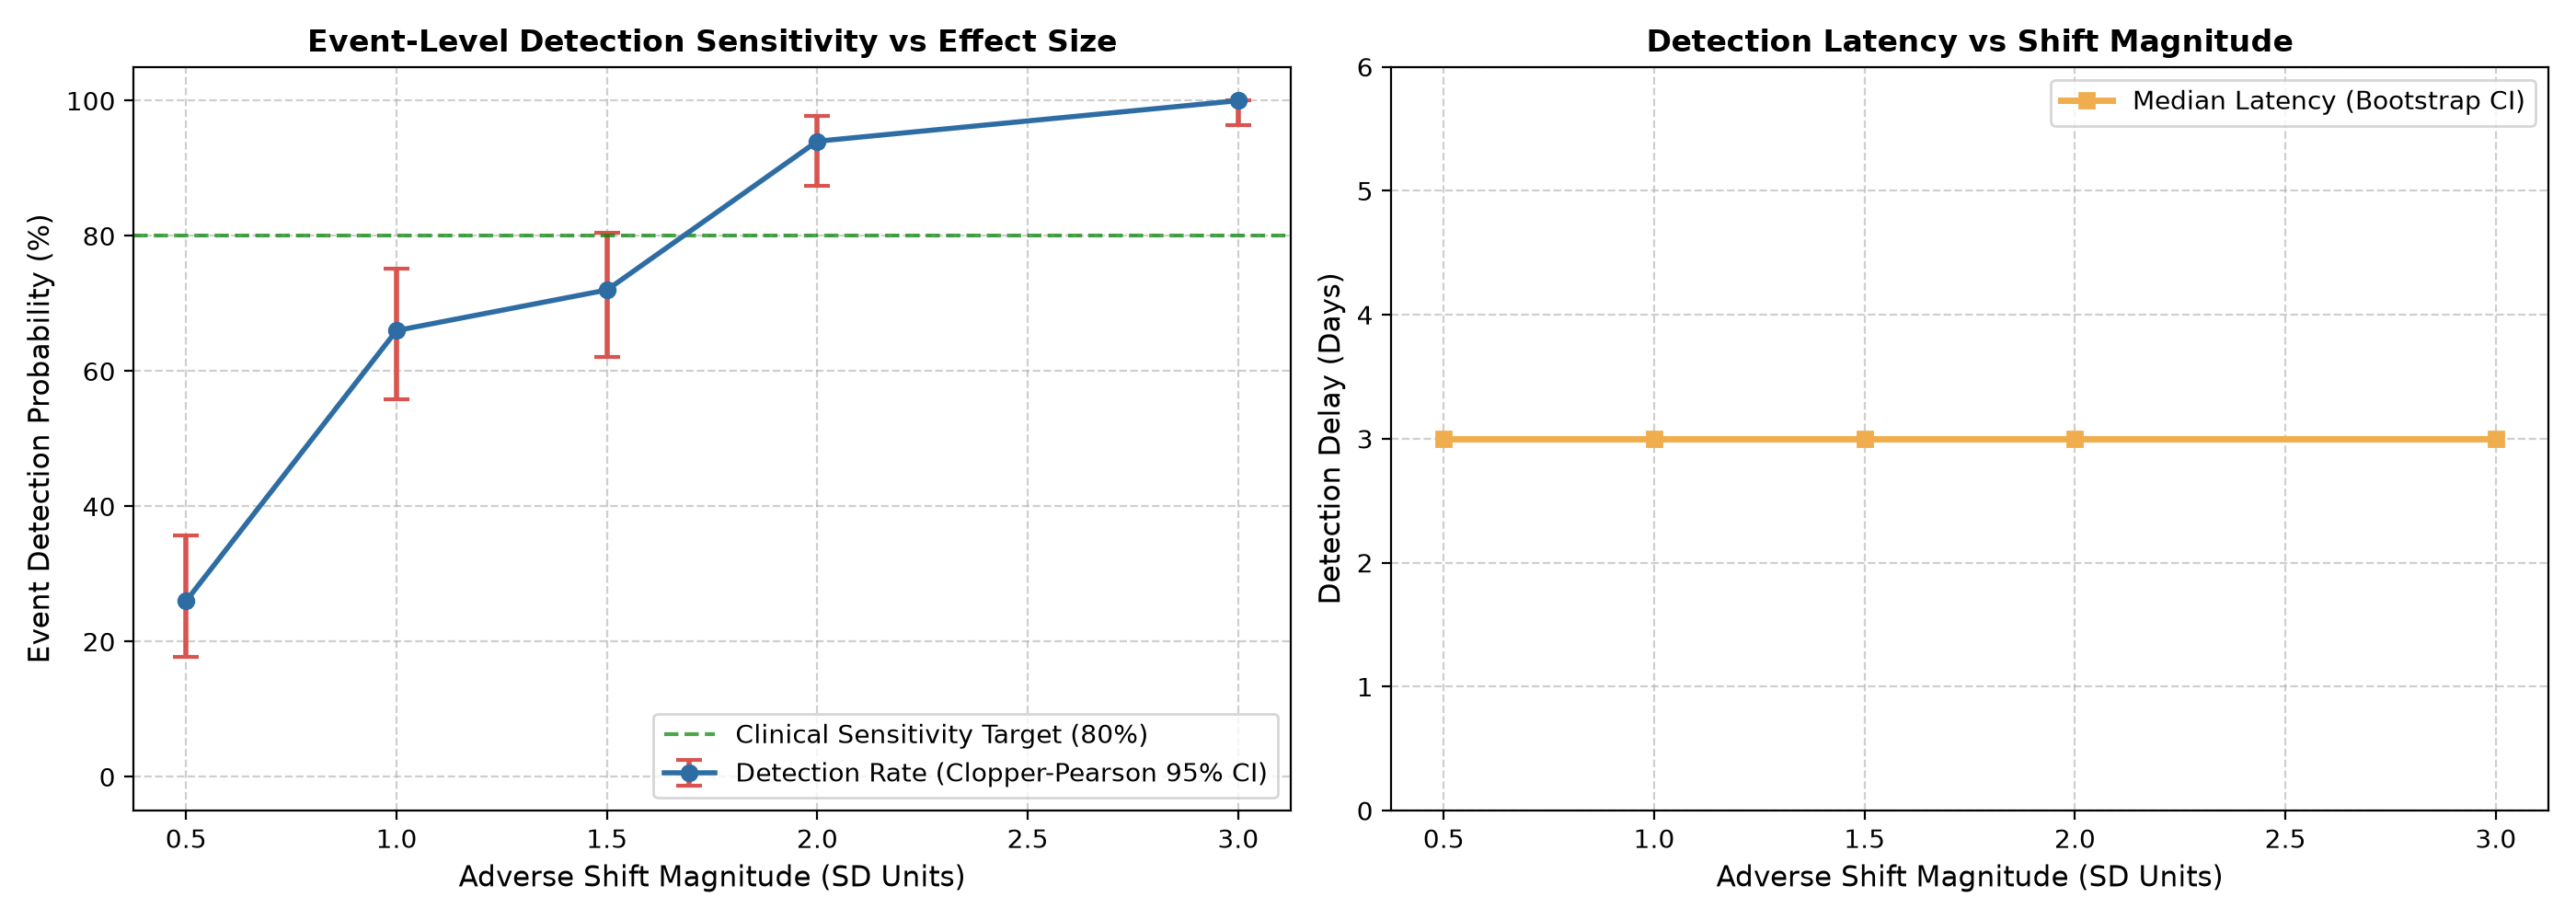 Event-Level Detection Sensitivity vs Effect Size
Event Detection Probability (%)
100
80
60
40
20
0
Clinical Sensitivity Target (80%)
Detection Rate (Clopper-Pearson 95% CI)
0.5 1.0 1.5 2.0 2.5 3.0
Adverse Shift Magnitude (SD Units)
Detection Latency vs Shift Magnitude
Detection Delay (Days)
6
5
4
3
2
1
0
Median Latency (Bootstrap CI)
0.5 1.0 1.5 2.0 2.5 3.0
Adverse Shift Magnitude (SD Units)